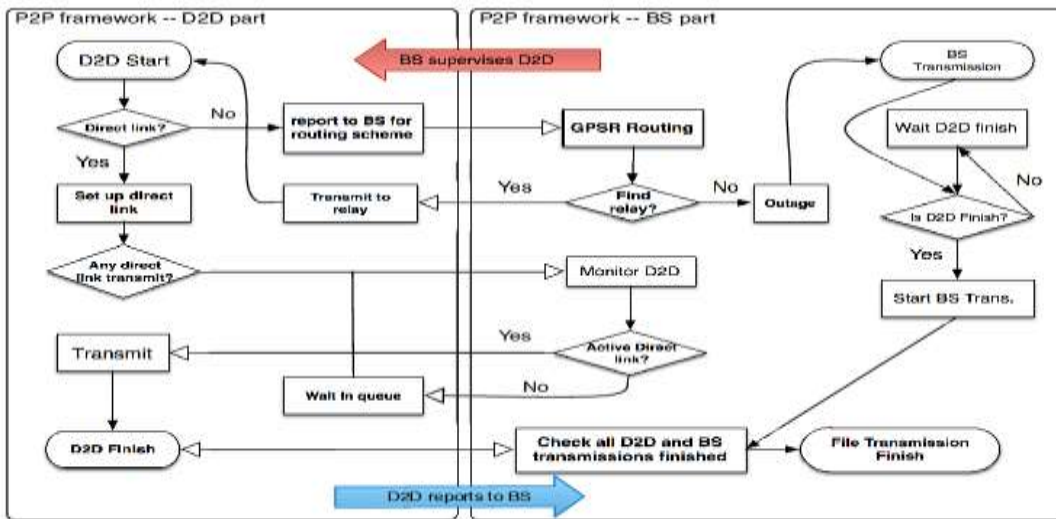 P2P framework -- D2D part
P2P framework -- BS part
D2D Start
BS supervises D2D
BS
Transmission
Direct link?
No
report to BS for
routing scheme
GPSR Routing
Wait D2D finish
Yes
Set up direct
link
Transmit to
relay
Yes
Find
relay?
No
Outage
No
Is D2D Finish?
Any direct
link transmit?
Monitor D2D
Yes
Start BS Trans.
Transmit
Yes
Active Direct
link?
Wait In queue
No
D2D Finish
Check all D2D and BS
transmissions finished
File Transmission
Finish
D2D reports to BS